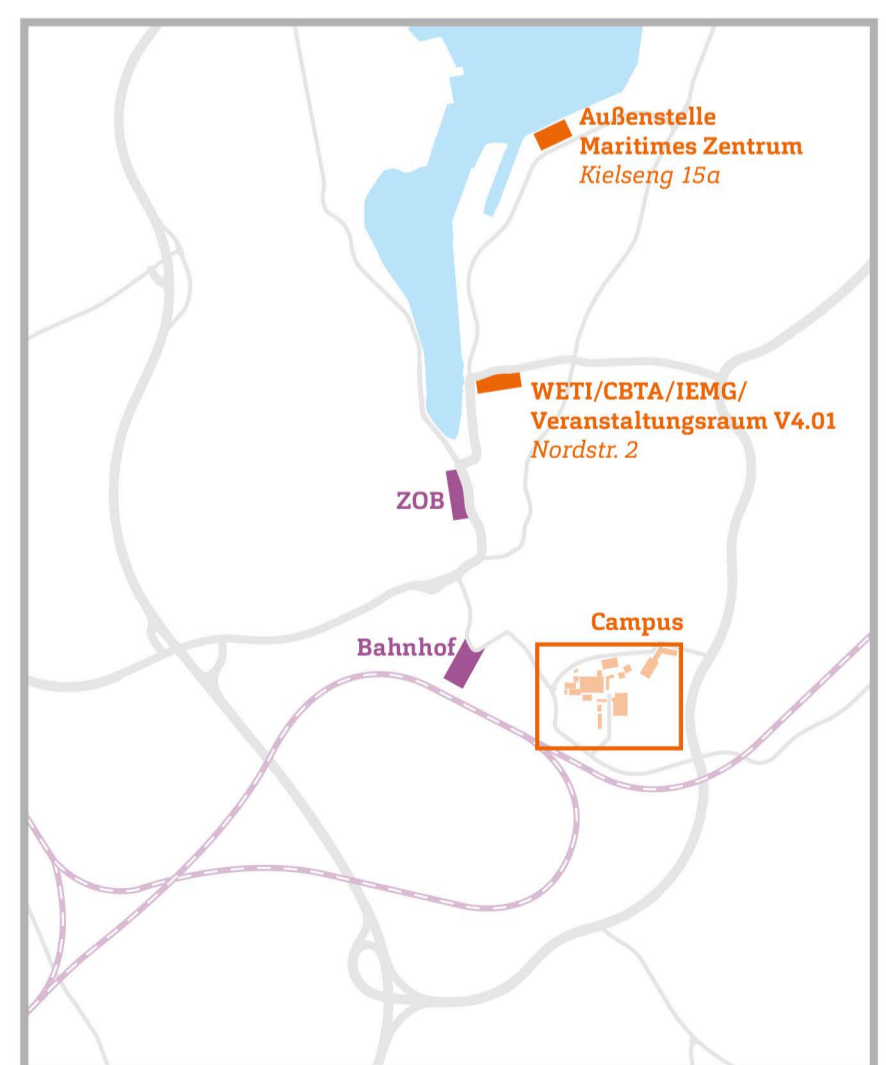 Außenstelle
Maritimes Zentrum
Kielseng 15a
WETI/CBTA/IEMG/
Veranstaltungsraum V4.01
Nordstr. 2
ZOB
Campus
Bahnhof